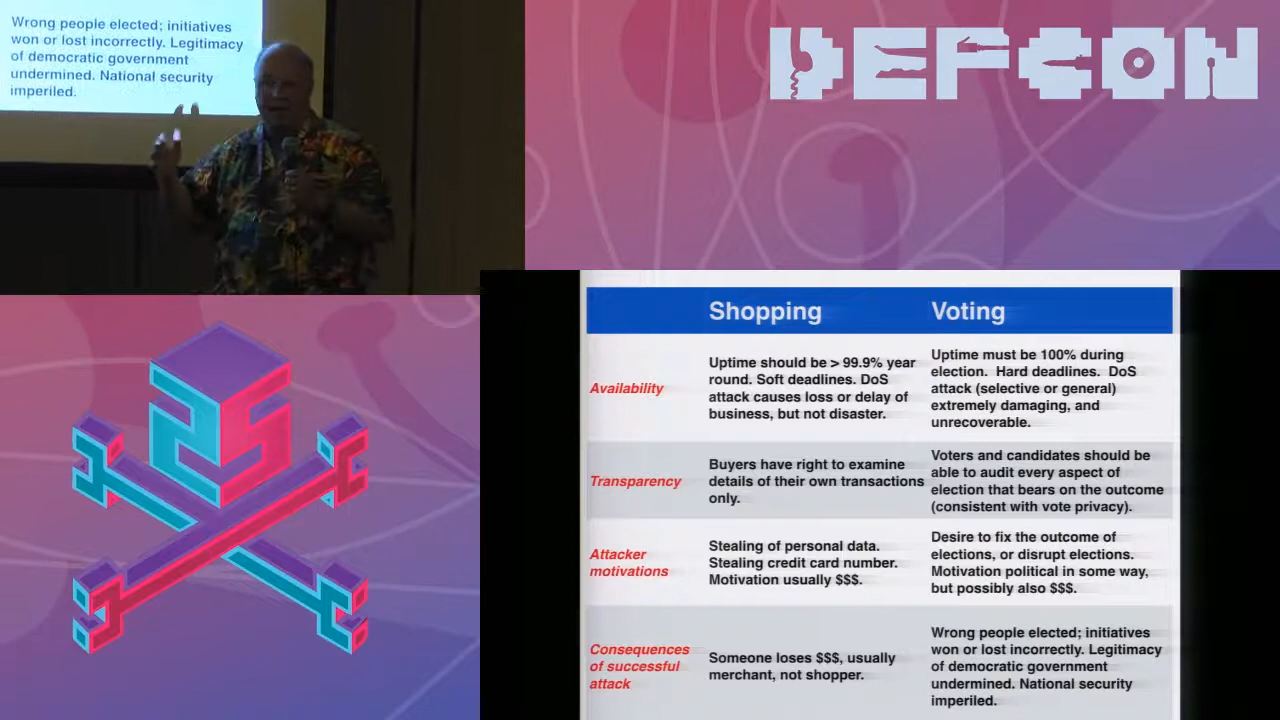 Wrong people elected; initiatives
won or lost incorrectly. Legitimacy
of democratic government
undermined. National security
imperiled.
DEFCON
Shopping
Voting
Availability
Uptime should be > 99.9% year
round. Soft deadlines. DoS
attack causes loss or delay of
business, but not disaster.
Uptime must be 100% during
election. Hard deadlines. DoS
attack (selective or general)
extremely damaging, and
unrecoverable.
Transparency
Buyers have right to examine
details of their own transactions
only.
Voters and candidates should be
able to audit every aspect of
election that bears on the outcome
(consistent with vote privacy).
Attacker
motivations
Stealing of personal data.
Stealing credit card number.
Motivation usually $$$.
Desire to fix the outcome of
elections, or disrupt elections.
Motivation political in some way,
but possibly also $$$.
Consequences
of successful
attack
Someone loses $$$, usually
merchant, not shopper.
Wrong people elected; initiatives
won or lost incorrectly. Legitimacy
of democratic government
undermined. National security
imperiled.
25